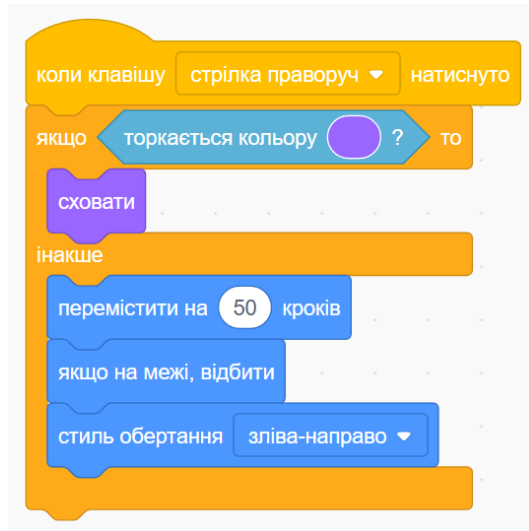 коли клавішу стрілка праворуч натиснуто
якщо торкається кольору ? то
сховати
інакше
перемістити на 50 кроків
якщо на межі, відбити
стиль обертання зліва-направо